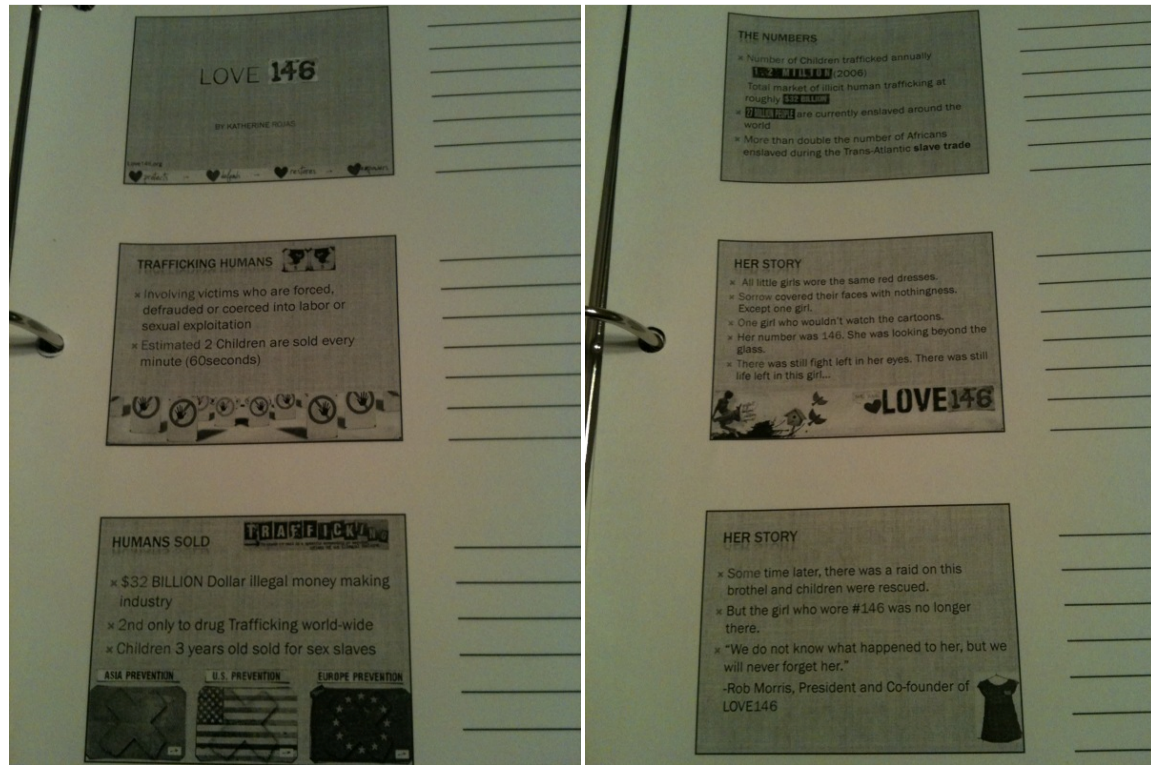 LOVE 146
BY KATHERINE ROJAS
protects → defends → restores → empowers
TRAFFICKING HUMANS
Involving victims who are forced,
defrauded or coerced into labor or
sexual exploitation
Estimated 2 Children are sold every
minute (60seconds)
HUMANS SOLD
TRAFFICKING
$32 BILLION Dollar illegal money making
industry
2nd only to drug Trafficking world-wide
Children 3 years old sold for sex slaves
ASIA PREVENTION
U.S. PREVENTION
EUROPE PREVENTION
THE NUMBERS
Number of Children trafficked annually
1.2 MILLION (2006)
Total market of illicit human trafficking at
roughly $32 BILLION
27 MILLION PEOPLE are currently enslaved around the
world
More than double the number of Africans
enslaved during the Trans-Atlantic slave trade
HER STORY
All little girls wore the same red dresses.
Sorrow covered their faces with nothingness.
Except one girl.
One girl who wouldn't watch the cartoons.
Her number was 146. She was looking beyond the
glass.
There was still fight left in her eyes. There was still
life left in this girl...
LOVE146
HER STORY
Some time later, there was a raid on this
brothel and children were rescued.
But the girl who wore #146 was no longer
there.
"We do not know what happened to her, but we
will never forget her."
-Rob Morris, President and Co-founder of
LOVE146